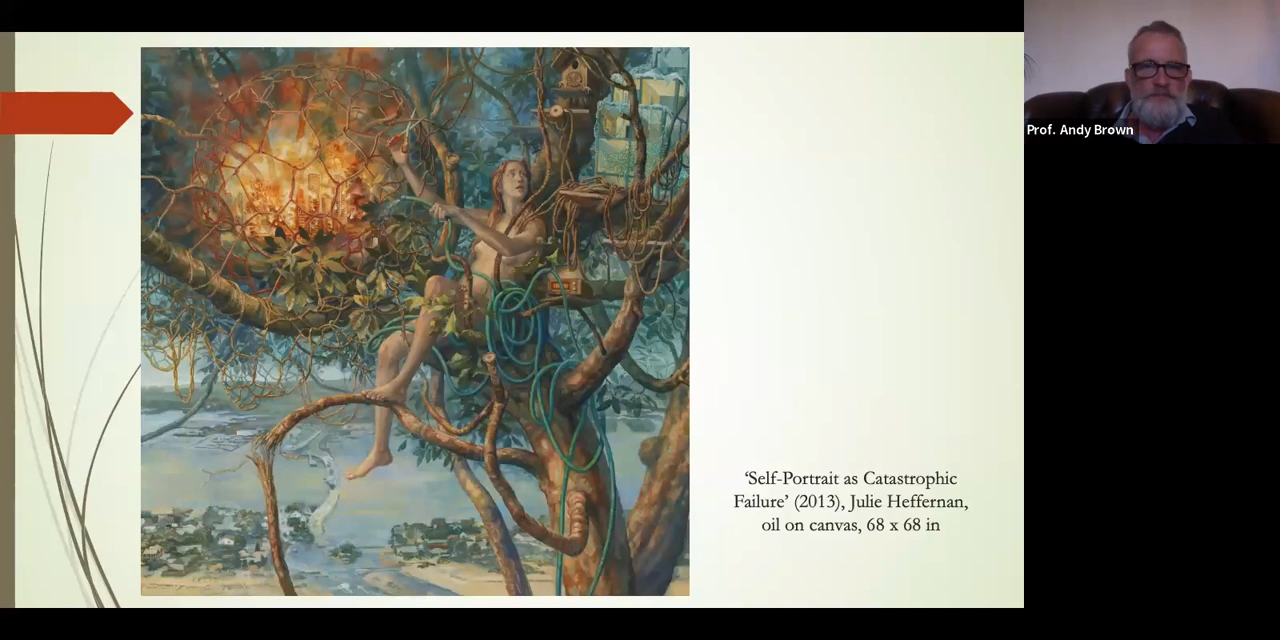 Prof. Andy Brown
‘Self-Portrait as Catastrophic
Failure’ (2013), Julie Heffernan,
oil on canvas, 68 x 68 in